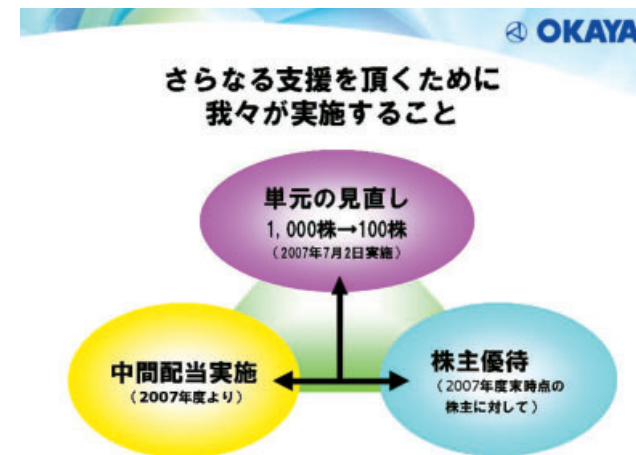 OKAYA
さらなる支援を頂くために
我々が実施すること
単元の見直し
1,000株→100株
(2007年7月2日実施)
中間配当実施
(2007年度より)
株主優待
(2007年度末時点の
株主に対して)